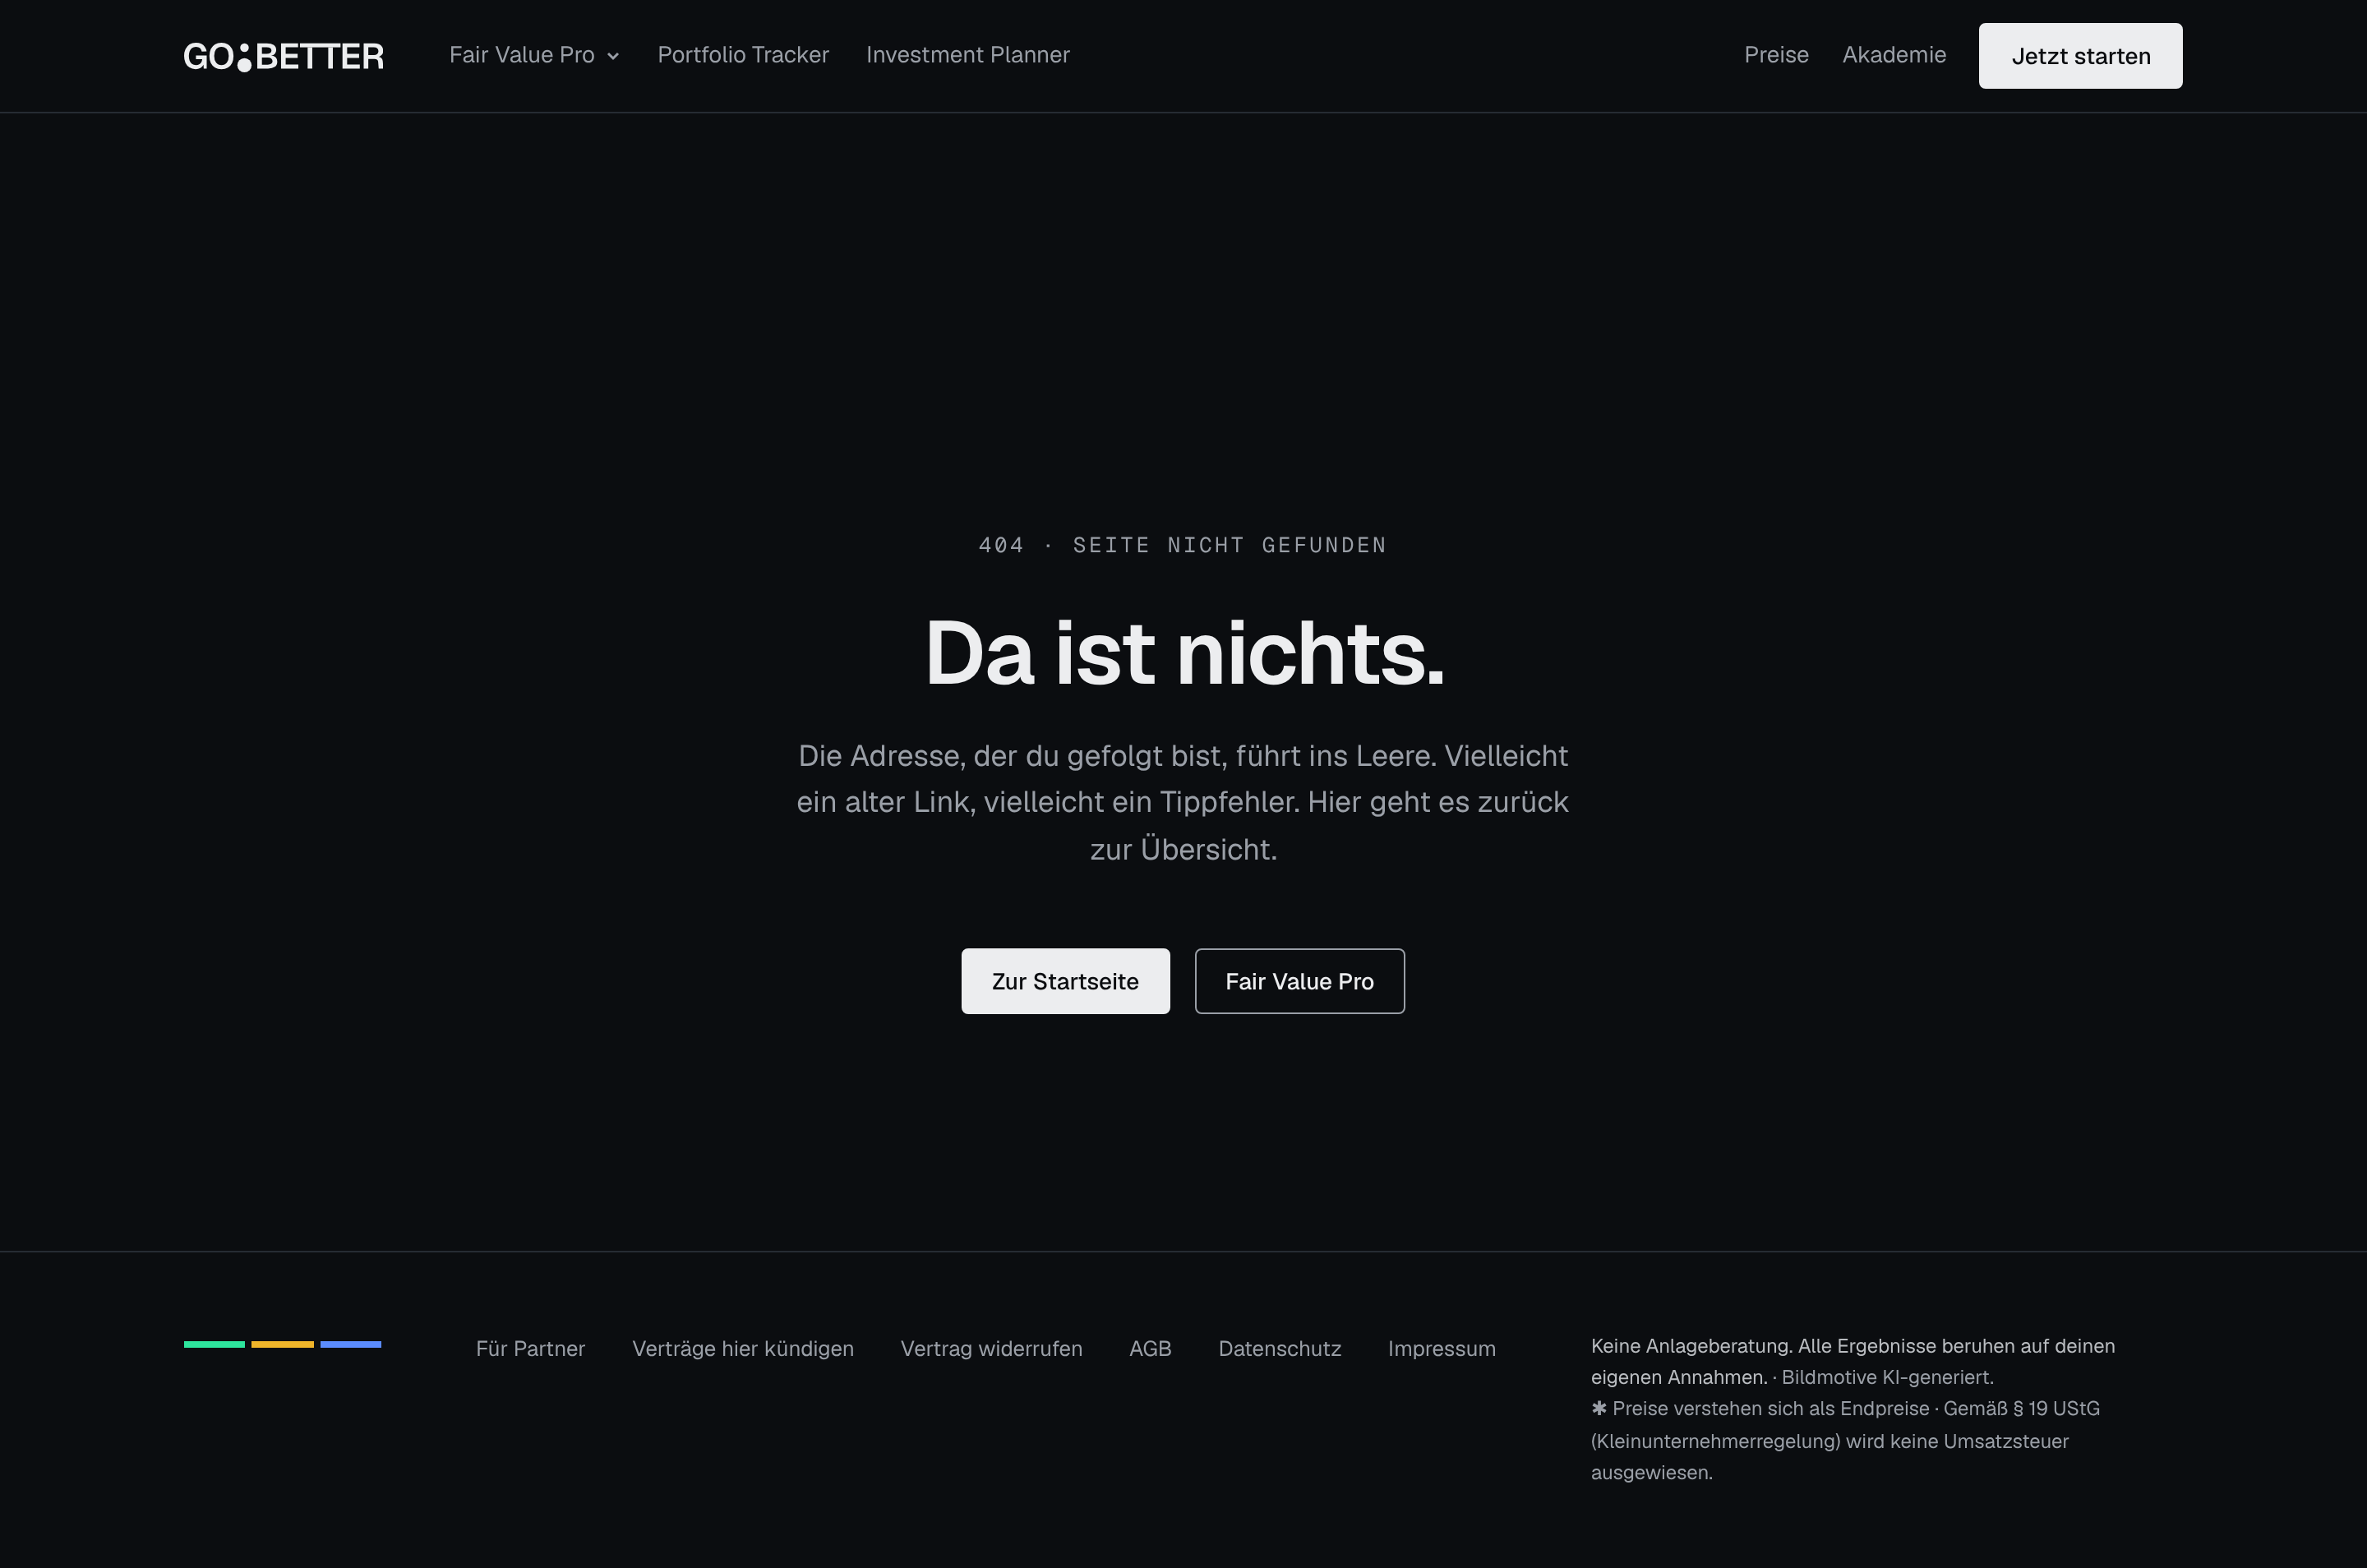 GO:BETTER
Fair Value Pro
Portfolio Tracker
Investment Planner
Preise
Akademie
Jetzt starten
404 · SEITE NICHT GEFUNDEN
Da ist nichts.
Die Adresse, der du gefolgt bist, führt ins Leere. Vielleicht
ein alter Link, vielleicht ein Tippfehler. Hier geht es zurück
zur Übersicht.
Zur Startseite
Fair Value Pro
Für Partner
Verträge hier kündigen
Vertrag widerrufen
AGB
Datenschutz
Impressum
Keine Anlageberatung. Alle Ergebnisse beruhen auf deinen
eigenen Annahmen. · Bildmotive KI-generiert.
✱ Preise verstehen sich als Endpreise · Gemäß § 19 UStG
(Kleinunternehmerregelung) wird keine Umsatzsteuer
ausgewiesen.